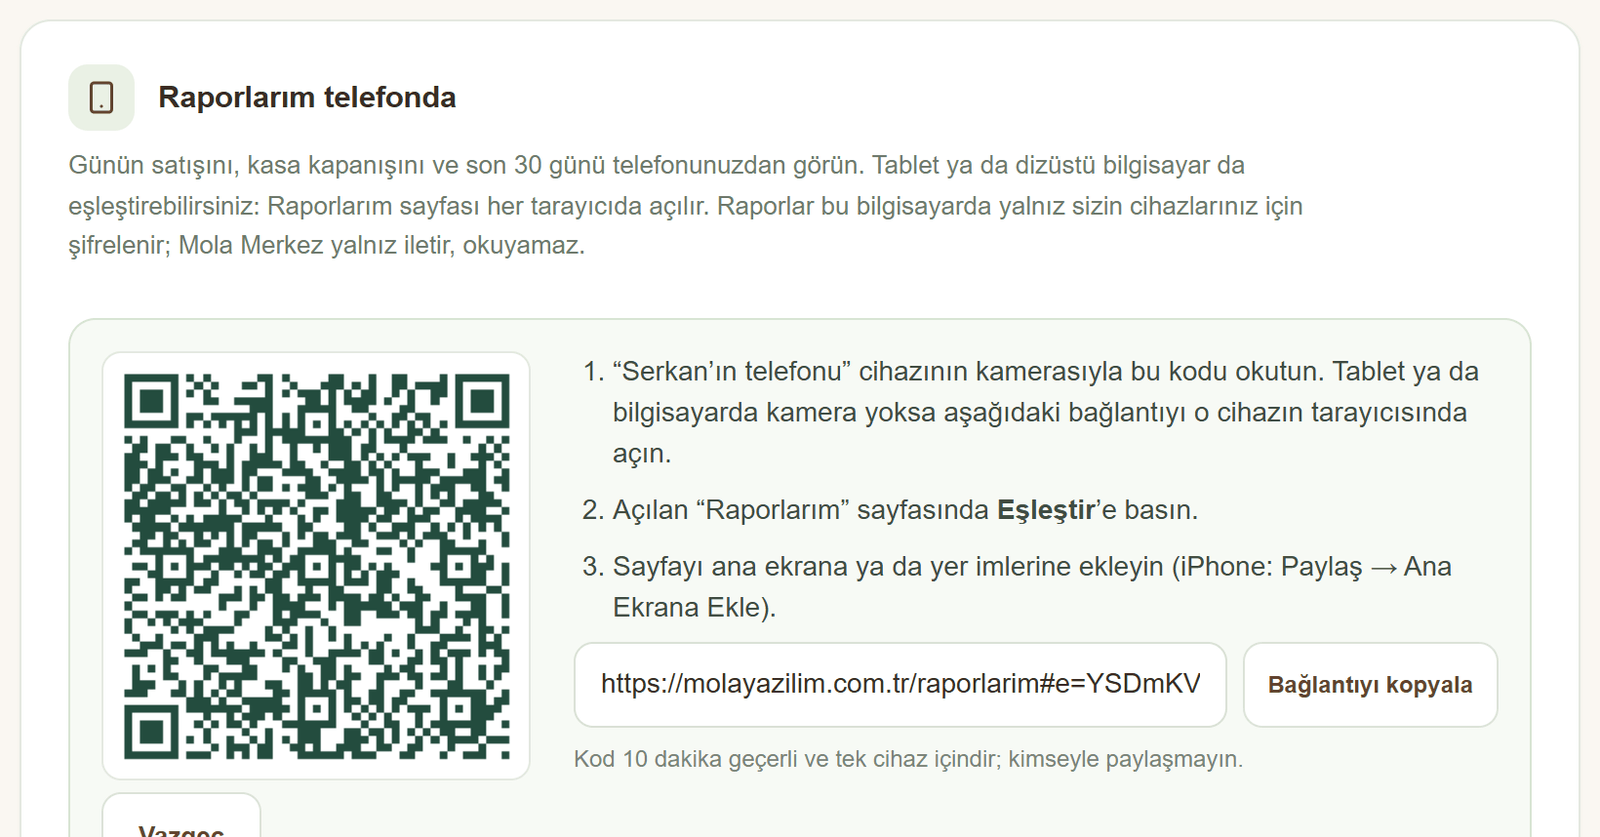 Raporlarım telefonda
Günün satışını, kasa kapanışını ve son 30 günü telefonunuzdan görün. Tablet ya da dizüstü bilgisayar da
eşleştirebilirsiniz: Raporlarım sayfası her tarayıcıda açılır. Raporlar bu bilgisayarda yalnız sizin cihazlarınız için
şifrelenir; Mola Merkez yalnız iletir, okuyamaz.
1. “Serkan’ın telefonu” cihazının kamerasıyla bu kodu okutun. Tablet ya da
bilgisayarda kamera yoksa aşağıdaki bağlantıyı o cihazın tarayıcısında
açın.
2. Açılan “Raporlarım” sayfasında Eşleştir’e basın.
3. Sayfayı ana ekrana ya da yer imlerine ekleyin (iPhone: Paylaş → Ana
Ekrana Ekle).
https://molayazilim.com.tr/raporlarim#e=YSDmKV
Bağlantıyı kopyala
Kod 10 dakika geçerli ve tek cihaz içindir; kimseyle paylaşmayın.
Vazgeç